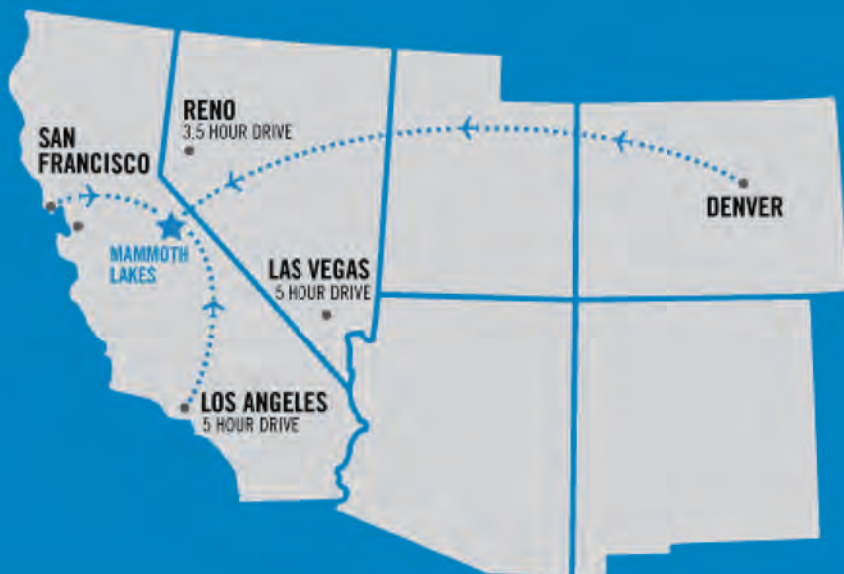 RENO
3.5 HOUR DRIVE
SAN
FRANCISCO
DENVER
MAMMOTH
LAKES
LAS VEGAS
5 HOUR DRIVE
LOS ANGELES
5 HOUR DRIVE